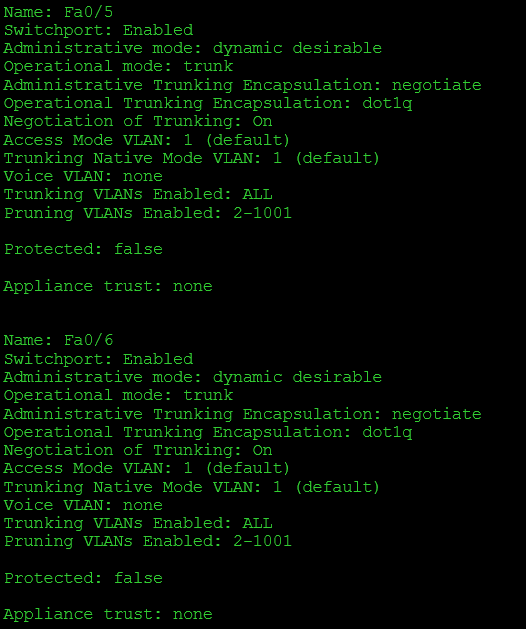 Name: Fa0/5
Switchport: Enabled
Administrative mode: dynamic desirable
Operational mode: trunk
Administrative Trunking Encapsulation: negotiate
Operational Trunking Encapsulation: dot1q
Negotiation of Trunking: On
Access Mode VLAN: 1 (default)
Trunking Native Mode VLAN: 1 (default)
Voice VLAN: none
Trunking VLANs Enabled: ALL
Pruning VLANs Enabled: 2-1001
Protected: false
Appliance trust: none
Name: Fa0/6
Switchport: Enabled
Administrative mode: dynamic desirable
Operational mode: trunk
Administrative Trunking Encapsulation: negotiate
Operational Trunking Encapsulation: dot1q
Negotiation of Trunking: On
Access Mode VLAN: 1 (default)
Trunking Native Mode VLAN: 1 (default)
Voice VLAN: none
Trunking VLANs Enabled: ALL
Pruning VLANs Enabled: 2-1001
Protected: false
Appliance trust: none